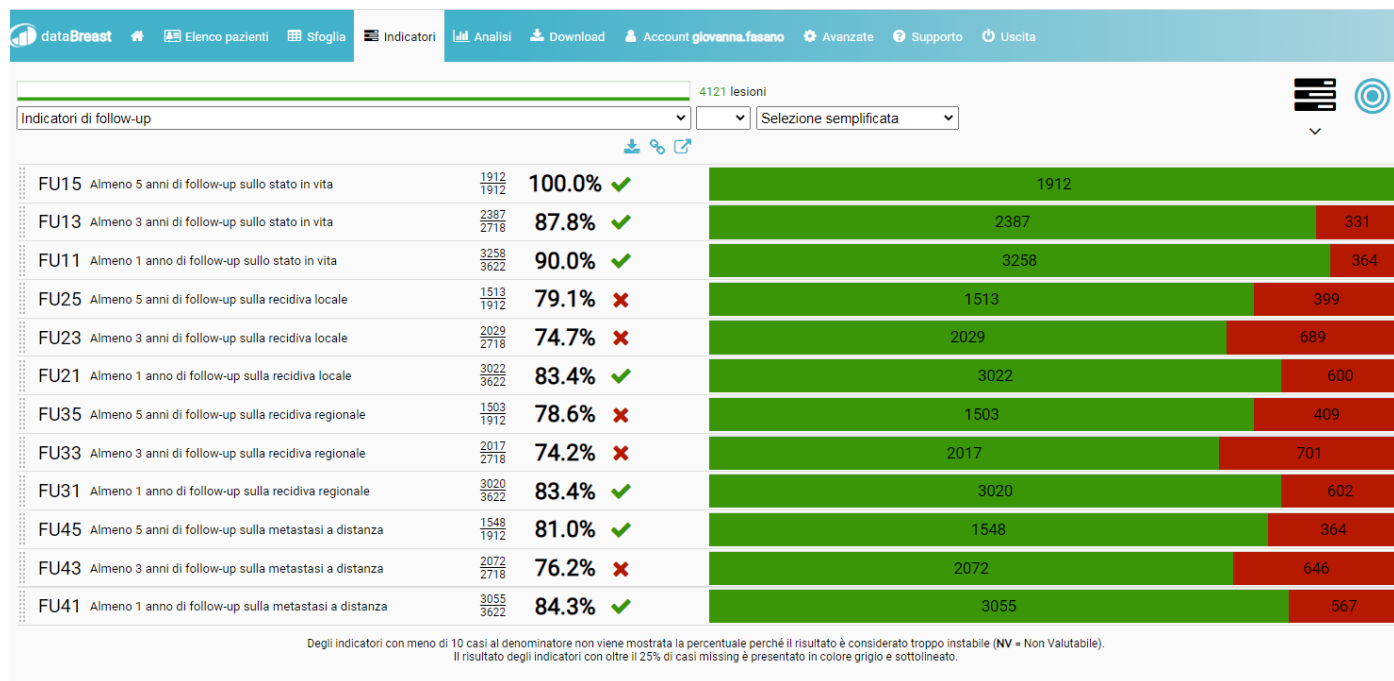 dataBreast Elenco pazienti Sfoglia Indicatori Analisi Download Account giovanna.fasano Avanzate Supporto Uscita
4121 lesioni
Indicatori di follow-up Selezione semplificata
FU15 Almeno 5 anni di follow-up sullo stato in vita 1912/1912 100.0% 1912
FU13 Almeno 3 anni di follow-up sullo stato in vita 2387/2718 87.8% 2387 331
FU11 Almeno 1 anno di follow-up sullo stato in vita 3258/3622 90.0% 3258 364
FU25 Almeno 5 anni di follow-up sulla recidiva locale 1513/1912 79.1% 1513 399
FU23 Almeno 3 anni di follow-up sulla recidiva locale 2029/2718 74.7% 2029 689
FU21 Almeno 1 anno di follow-up sulla recidiva locale 3022/3622 83.4% 3022 600
FU35 Almeno 5 anni di follow-up sulla recidiva regionale 1503/1912 78.6% 1503 409
FU33 Almeno 3 anni di follow-up sulla recidiva regionale 2017/2718 74.2% 2017 701
FU31 Almeno 1 anno di follow-up sulla recidiva regionale 3020/3622 83.4% 3020 602
FU45 Almeno 5 anni di follow-up sulla metastasi a distanza 1548/1912 81.0% 1548 364
FU43 Almeno 3 anni di follow-up sulla metastasi a distanza 2072/2718 76.2% 2072 646
FU41 Almeno 1 anno di follow-up sulla metastasi a distanza 3055/3622 84.3% 3055 567
Degli indicatori con meno di 10 casi al denominatore non viene mostrata la percentuale perché il risultato è considerato troppo instabile (NV = Non Valutabile).
Il risultato degli indicatori con oltre il 25% di casi missing è presentato in colore grigio e sottolineato.